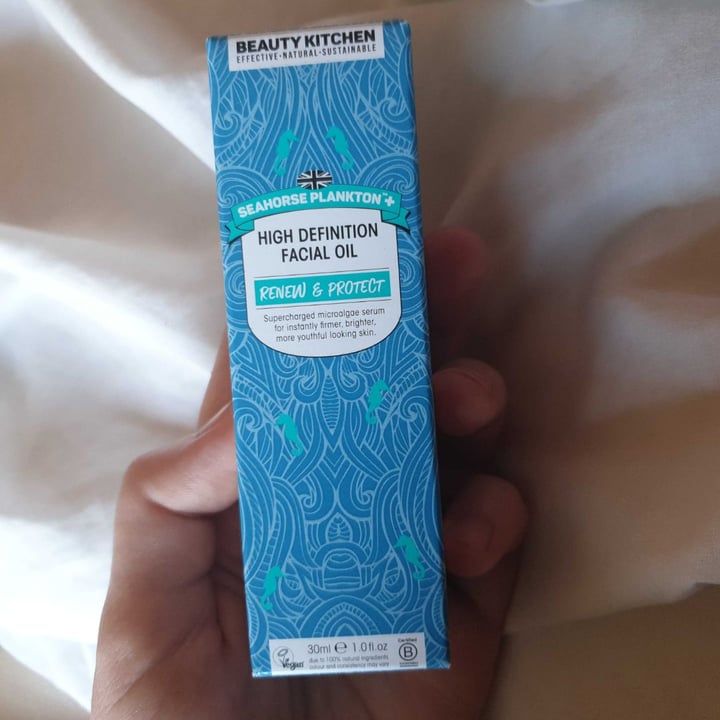 BEAUTY KITCHEN
EFFECTIVE•NATURAL•SUSTAINABLE
SEAHORSE PLANKTON™+
HIGH DEFINITION
FACIAL OIL
RENEW & PROTECT
Supercharged microalgae serum
for instantly firmer, brighter,
more youthful looking skin.
Vegan
30ml ℮ 1.0 fl.oz
due to 100% natural ingredients
colour and consistency may vary
Certified
B